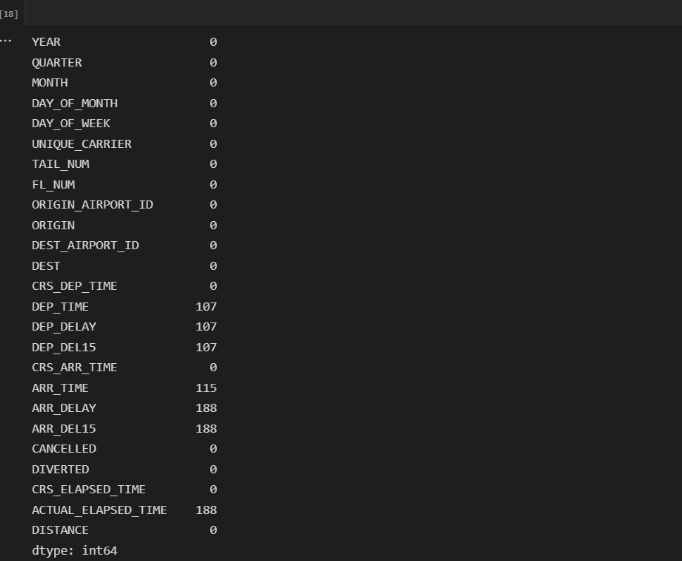 [18]
...
YEAR 0
QUARTER 0
MONTH 0
DAY_OF_MONTH 0
DAY_OF_WEEK 0
UNIQUE_CARRIER 0
TAIL_NUM 0
FL_NUM 0
ORIGIN_AIRPORT_ID 0
ORIGIN 0
DEST_AIRPORT_ID 0
DEST 0
CRS_DEP_TIME 0
DEP_TIME 107
DEP_DELAY 107
DEP_DEL15 107
CRS_ARR_TIME 0
ARR_TIME 115
ARR_DELAY 188
ARR_DEL15 188
CANCELLED 0
DIVERTED 0
CRS_ELAPSED_TIME 0
ACTUAL_ELAPSED_TIME 188
DISTANCE 0
dtype: int64